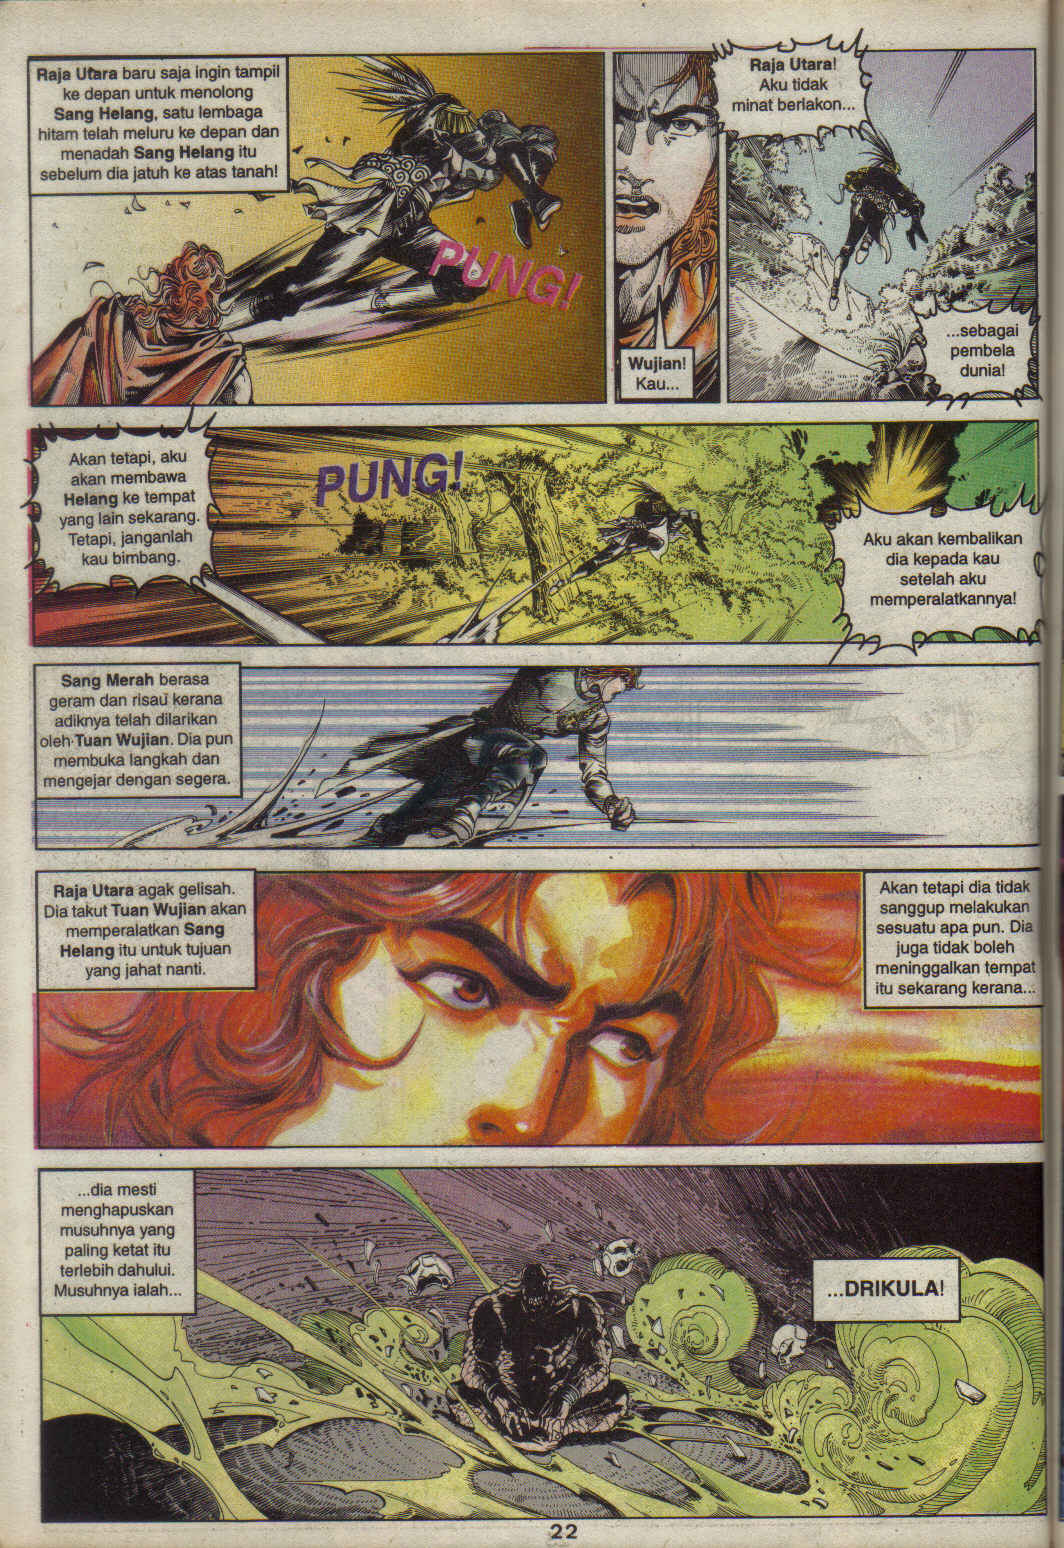 Raja Utara baru saja ingin tampil
ke depan untuk menolong
Sang Helang, satu lembaga
hitam telah meluru ke depan dan
menadah Sang Helang itu
sebelum dia jatuh ke atas tanah!
PUNG!
Wujian!
Kau...
Raja Utara!
Aku tidak
minat berlakon...
...sebagai
pembela
dunia!
Akan tetapi, aku
akan membawa
Helang ke tempat
yang lain sekarang.
Tetapi, janganlah
kau bimbang.
PUNG!
Aku akan kembalikan
dia kepada kau
setelah aku
memperalatkannya!
Sang Merah berasa
geram dan risau kerana
adiknya telah dilarikan
oleh Tuan Wujian. Dia pun
membuka langkah dan
mengejar dengan segera.
Raja Utara agak gelisah.
Dia takut Tuan Wujian akan
memperalatkan Sang
Helang itu untuk tujuan
yang jahat nanti.
Akan tetapi dia tidak
sanggup melakukan
sesuatu apa pun. Dia
juga tidak boleh
meninggalkan tempat
itu sekarang kerana...
...dia mesti
menghapuskan
musuhnya yang
paling ketat itu
terlebih dahulu.
Musuhnya ialah...
...DRIKULA!
22